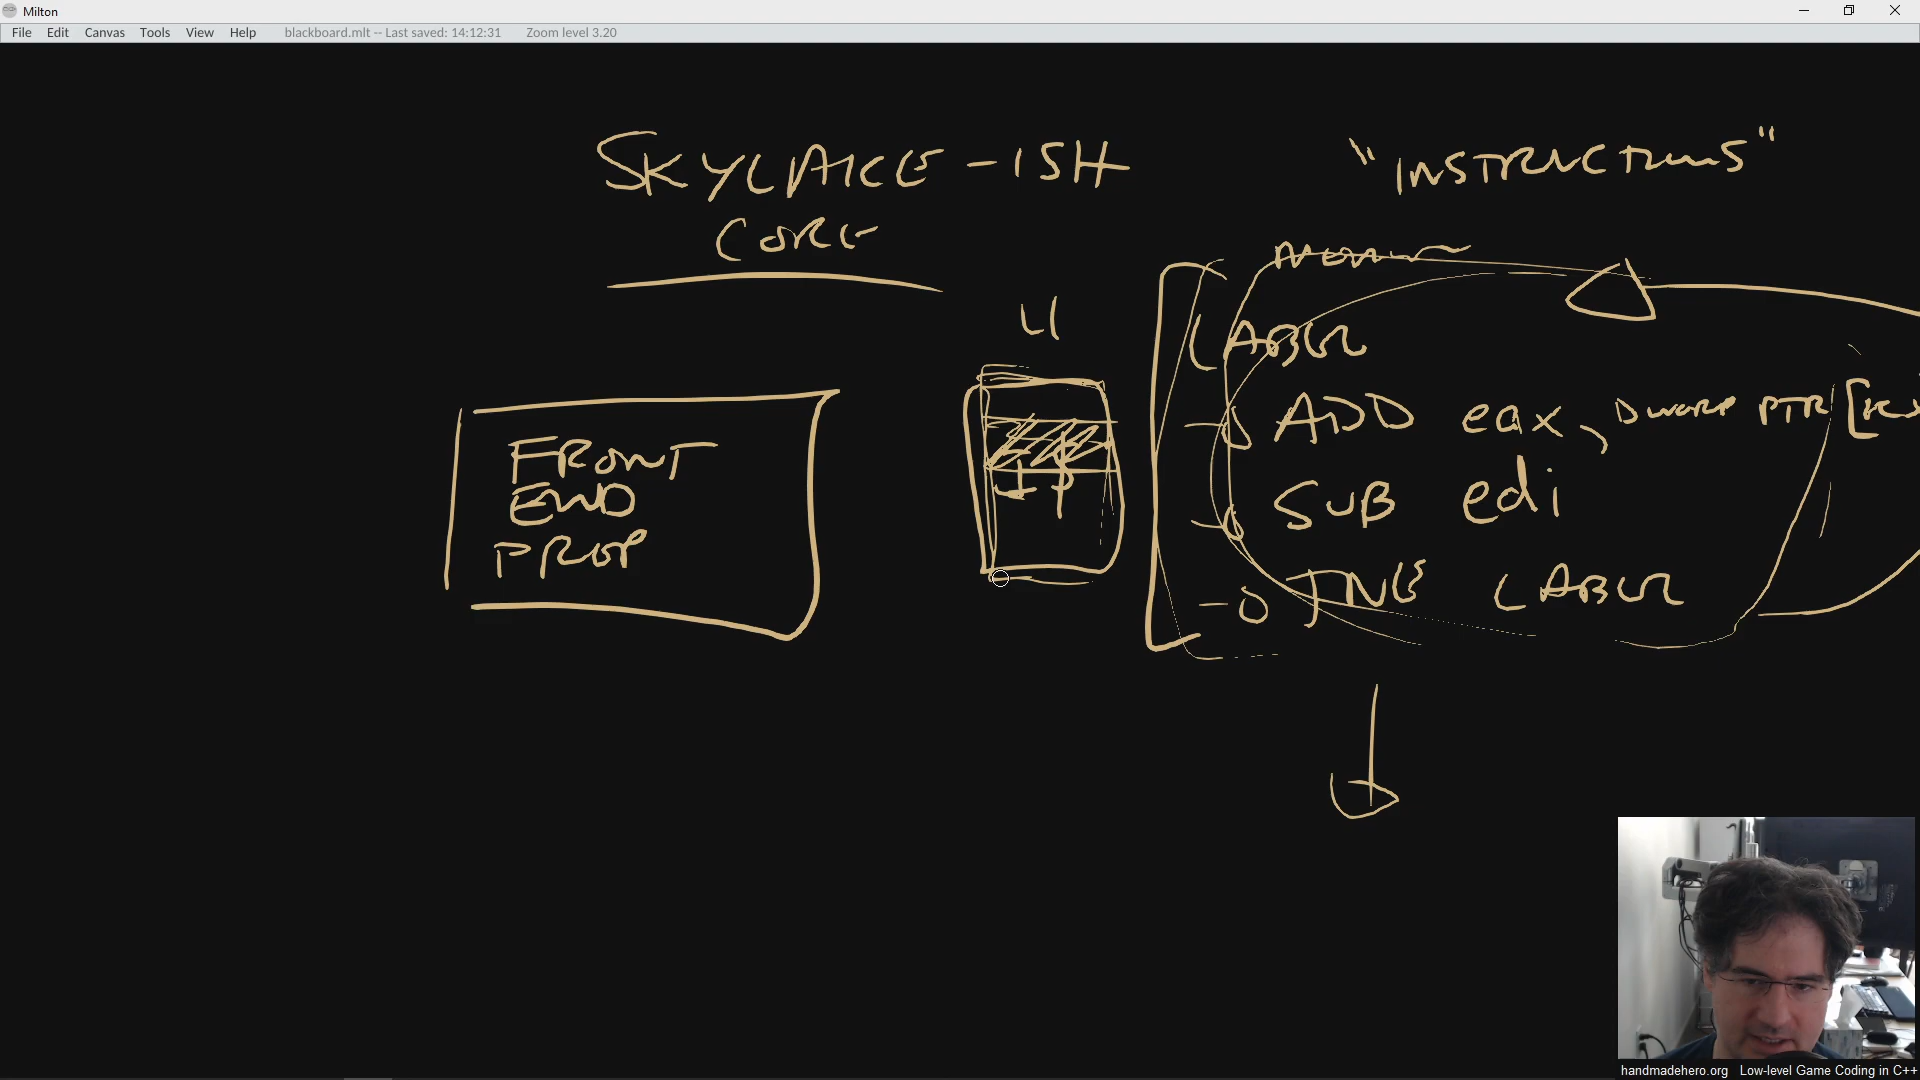 Milton
File Edit Canvas Tools View Help blackboard.mlt -- Last saved: 14:12:31 Zoom level 3.20
SKYLAKE-ISH
CORE
"INSTRUCTIONS"
LABEL
ADD eax, DWORD PTR [
SUB edi
JNE LABEL
FRONT
END
PROP
IP
handmadehero.org Low-level Game Coding in C++